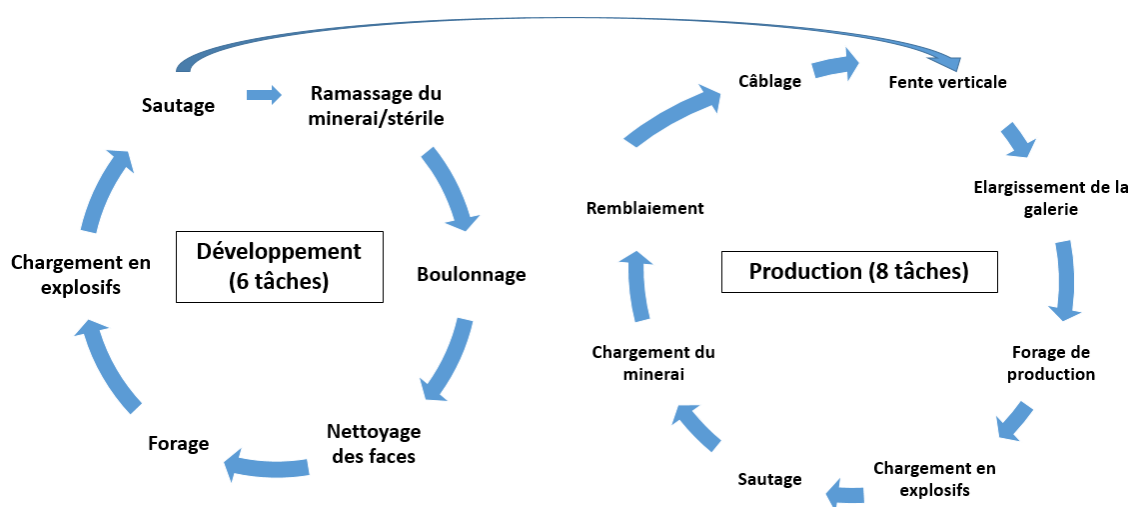 Sautage
Ramassage du
minerai/stérile
Boulonnage
Nettoyage
des faces
Forage
Chargement en
explosifs
Développement
(6 tâches)
Câblage
Fente verticale
Elargissement de la
galerie
Forage de
production
Chargement en
explosifs
Sautage
Chargement du
minerai
Remblaiement
Production (8 tâches)